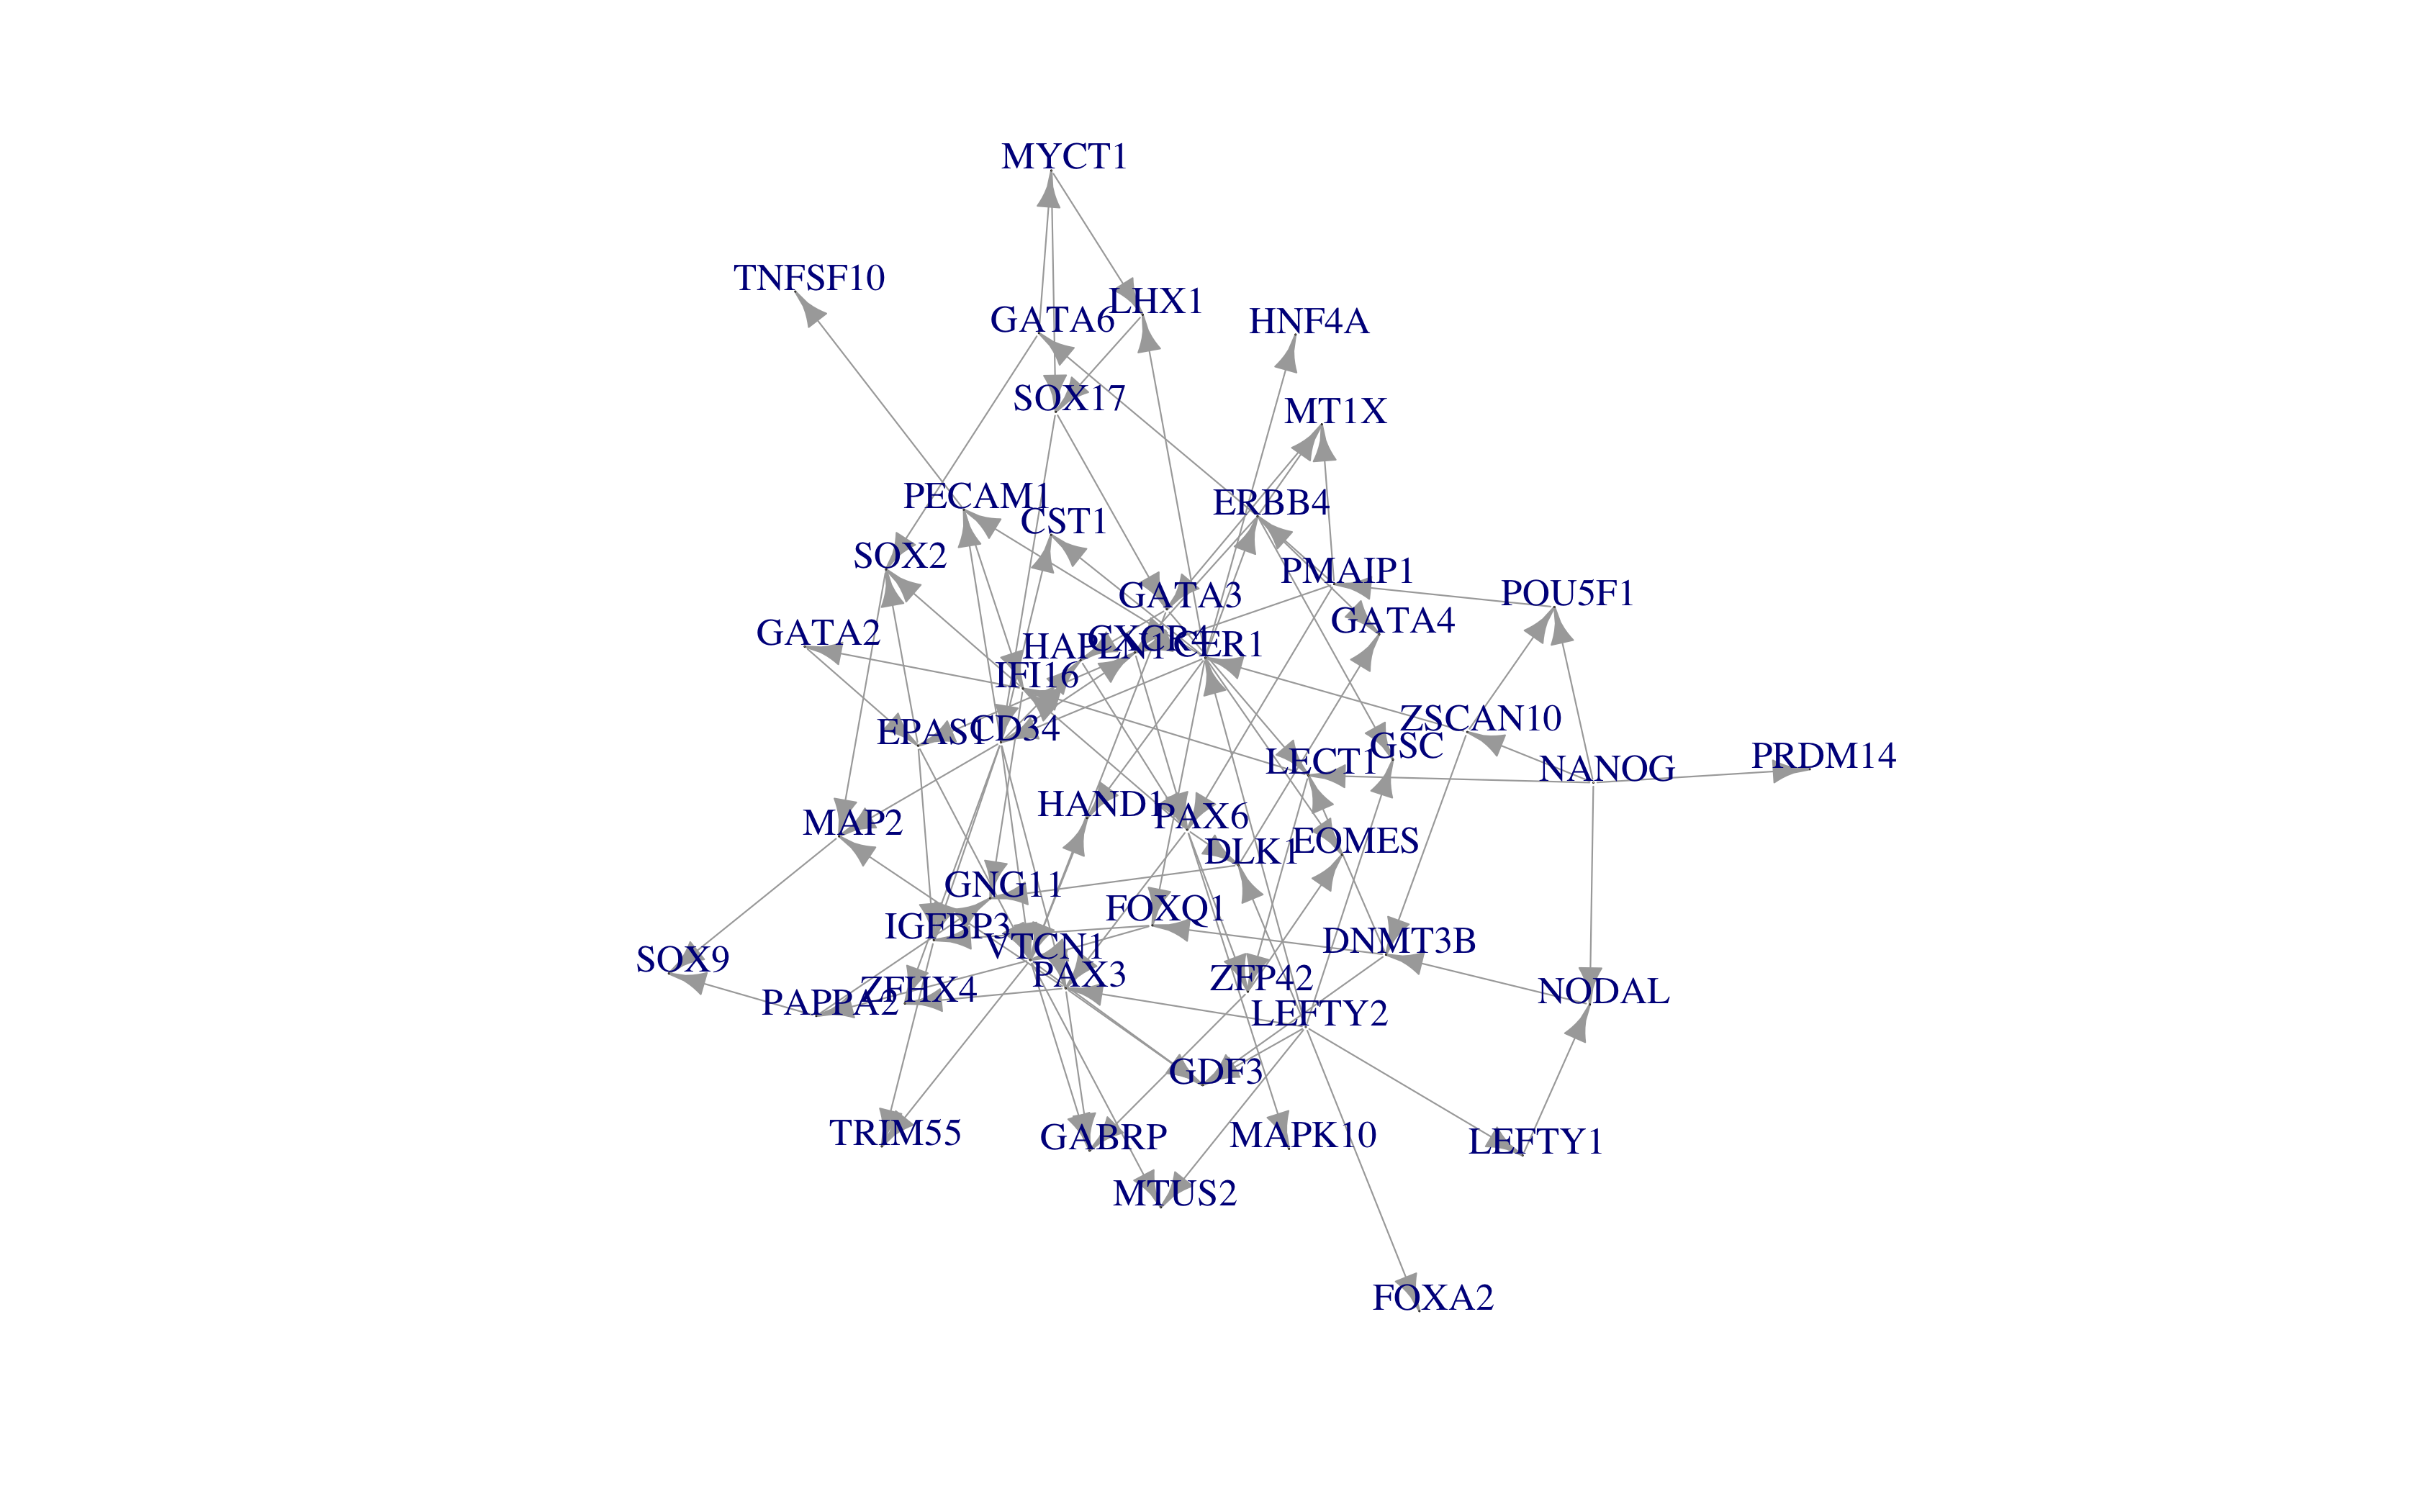 MYCT1
TNFSF10
LHX1
GATA6
HNF4A
SOX17
MT1X
PECAM1
ERBB4
CST1
SOX2
PMAIP1
POU5F1
GATA3
GATA4
GATA2
CXCR4
HAPLN1
CER1
IFI16
ZSCAN10
CD34
EPAS1
GSC
PRDM14
LECT1
NANOG
HAND1
PAX6
MAP2
EOMES
DLK1
GNG11
FOXQ1
IGFBP3
DNMT3B
VTCN1
SOX9
PAX3
ZFP42
ZFHX4
NODAL
PAPPA2
LEFTY2
GDF3
TRIM55
MAPK10
GABRP
LEFTY1
MTUS2
FOXA2